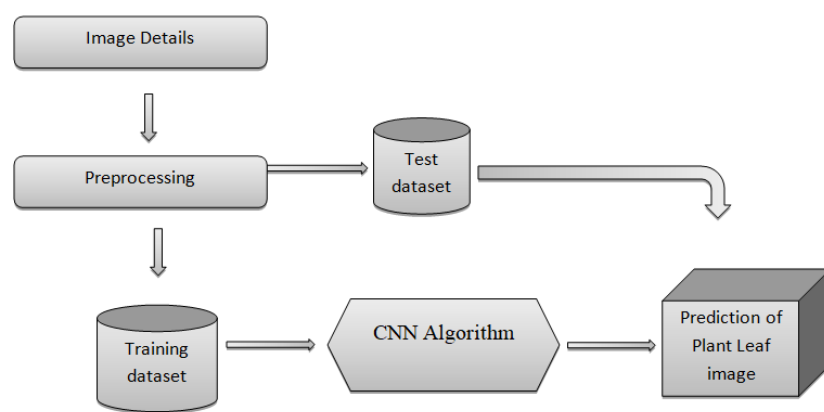 Image Details
Preprocessing
Test
dataset
Training
dataset
CNN Algorithm
Prediction of
Plant Leaf
image